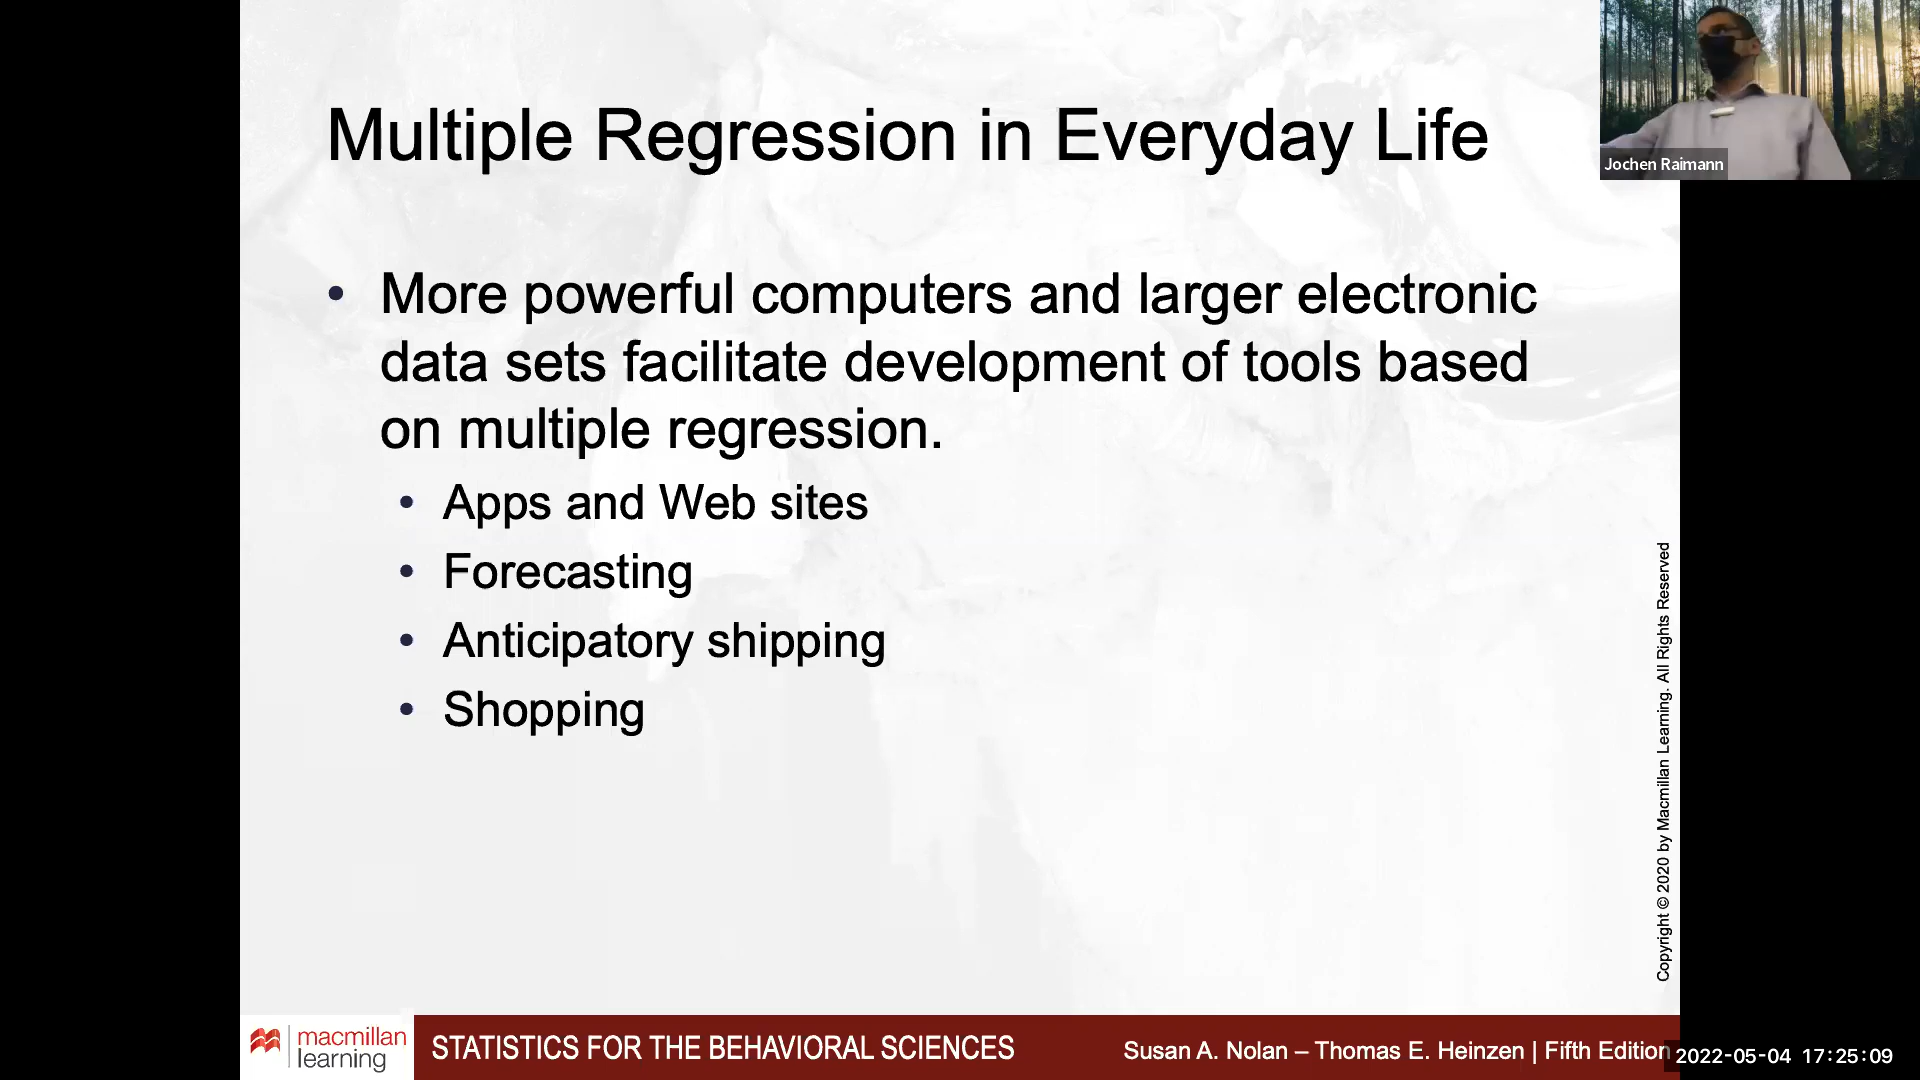 Multiple Regression in Everyday Life
Jochen Raimann
• More powerful computers and larger electronic
data sets facilitate development of tools based
on multiple regression.
• Apps and Web sites
• Forecasting
• Anticipatory shipping
• Shopping
Copyright © 2020 by Macmillan Learning. All Rights Reserved
macmillan
learning
STATISTICS FOR THE BEHAVIORAL SCIENCES
Susan A. Nolan – Thomas E. Heinzen | Fifth Edition
2022-05-04 17:25:09